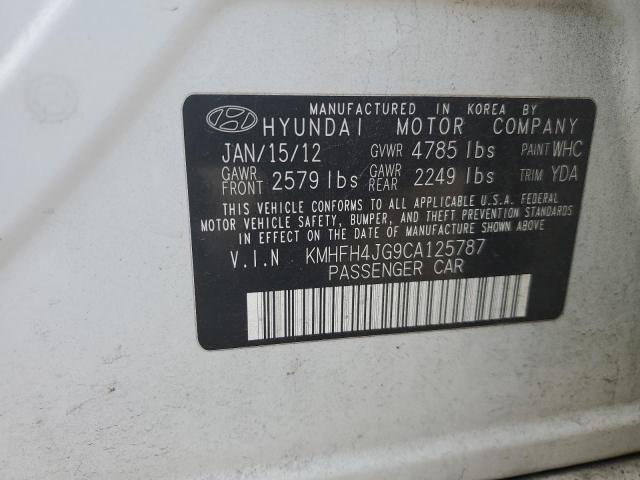 MANUFACTURED IN KOREA BY
HYUNDAI MOTOR COMPANY
JAN/15/12 GVWR 4785 lbs PAINT WHC
GAWR FRONT 2579 lbs GAWR REAR 2249 lbs TRIM YDA
THIS VEHICLE CONFORMS TO ALL APPLICABLE U.S.A. FEDERAL
MOTOR VEHICLE SAFETY, BUMPER, AND THEFT PREVENTION STANDARDS
IN EFFECT ON THE DATE OF MANUFACTURE SHOWN ABOVE.
V.I.N KMHFH4JG9CA125787
PASSENGER CAR